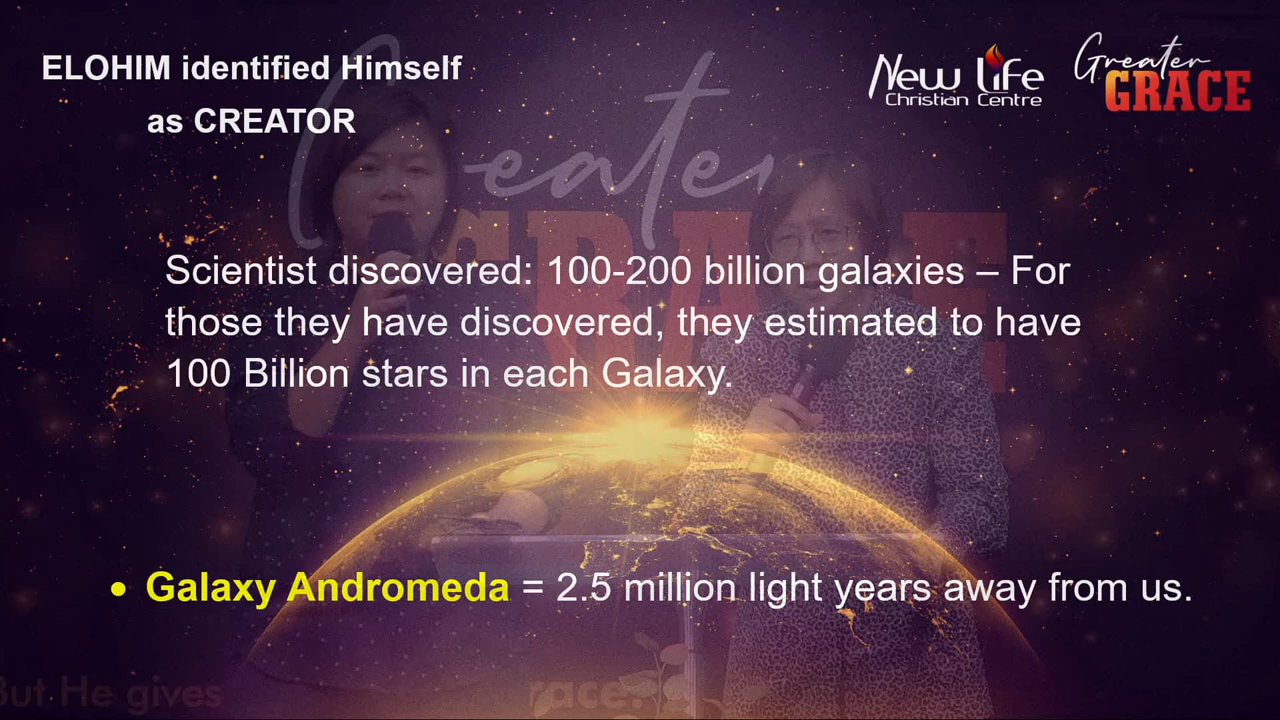 ELOHIM identified Himself
as CREATOR
New Life
Christian Centre
Greater
GRACE
Greater
GRACE
Scientist discovered: 100-200 billion galaxies – For
those they have discovered, they estimated to have
100 Billion stars in each Galaxy.
• Galaxy Andromeda = 2.5 million light years away from us.
But He gives race.